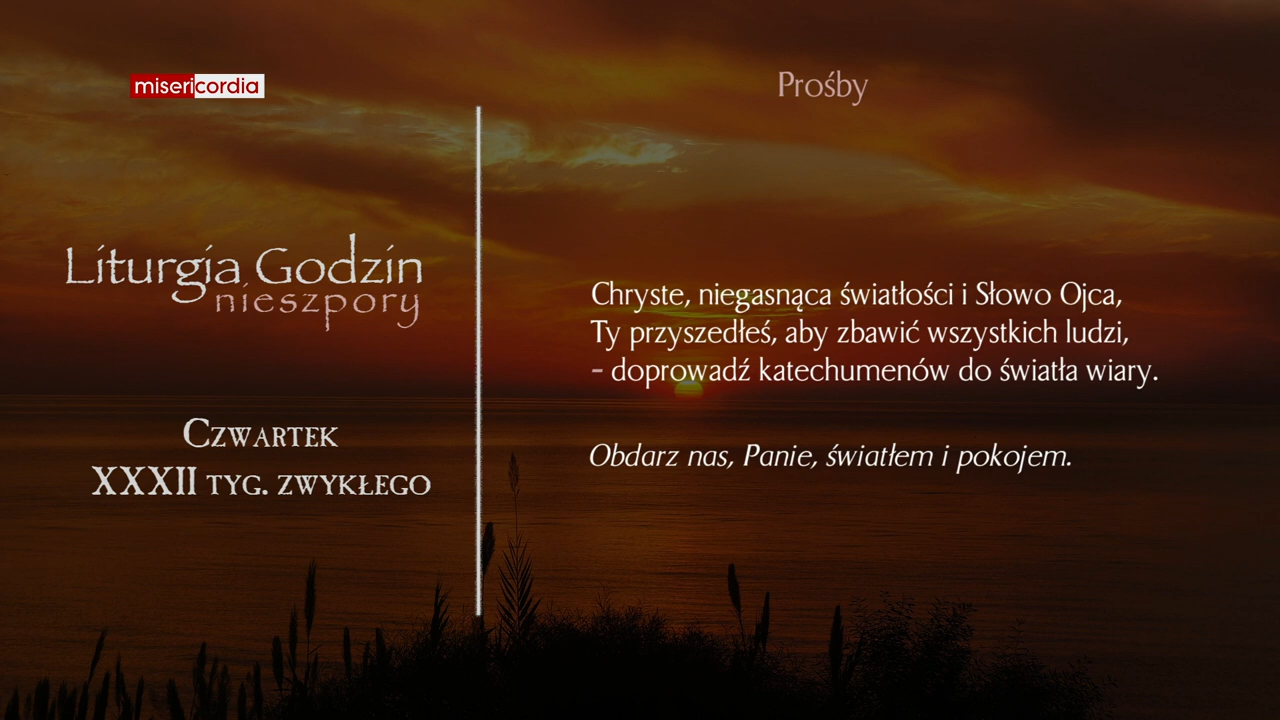 misericordia
Prośby
Liturgia Godzin
nieszpory
Czwartek
XXXII tyg. zwykłego
Chryste, niegasnąca światłości i Słowo Ojca,
Ty przyszedłeś, aby zbawić wszystkich ludzi,
- doprowadź katechumenów do światła wiary.
Obdarz nas, Panie, światłem i pokojem.